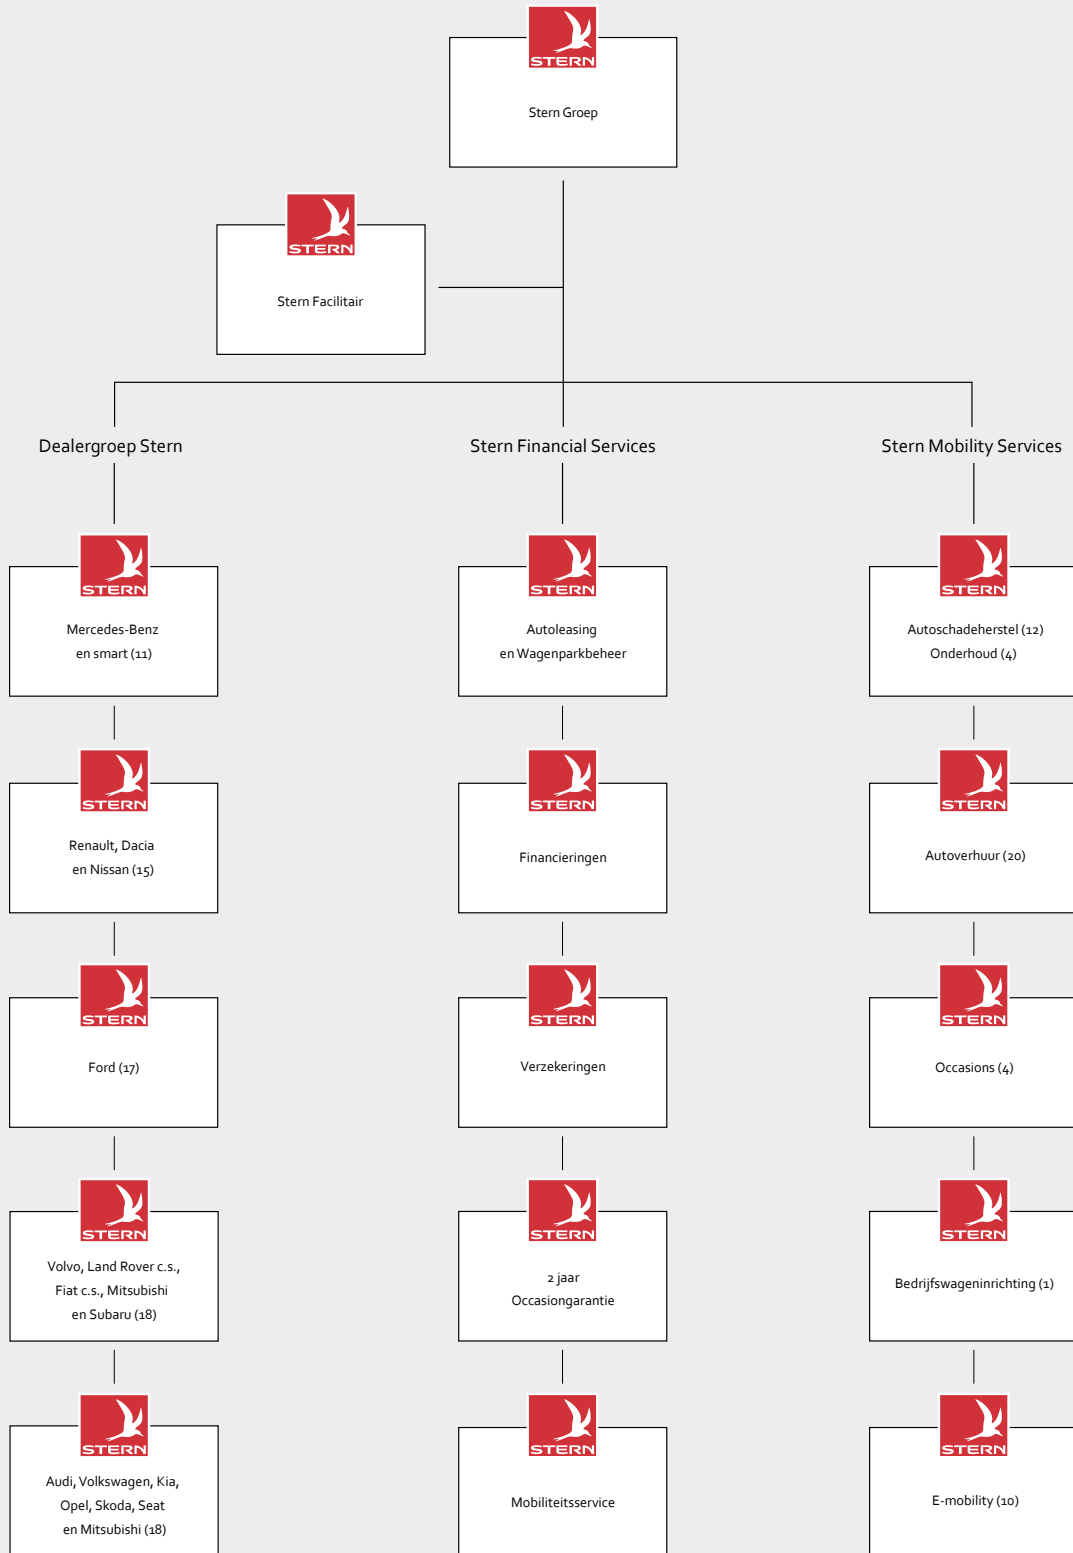 STERN
Stern Groep
STERN
Stern Facilitair
Dealergroep Stern
STERN
Mercedes-Benz
en smart (11)
STERN
Renault, Dacia
en Nissan (15)
STERN
Ford (17)
STERN
Volvo, Land Rover c.s.,
Fiat c.s., Mitsubishi
en Subaru (18)
STERN
Audi, Volkswagen, Kia,
Opel, Skoda, Seat
en Mitsubishi (18)
Stern Financial Services
STERN
Autoleasing
en Wagenparkbeheer
STERN
Financieringen
STERN
Verzekeringen
STERN
2 jaar
Occasiongarantie
STERN
Mobiliteitsservice
Stern Mobility Services
STERN
Autoschadeherstel (12)
Onderhoud (4)
STERN
Autoverhuur (20)
STERN
Occasions (4)
STERN
Bedrijfswageninrichting (1)
STERN
E-mobility (10)